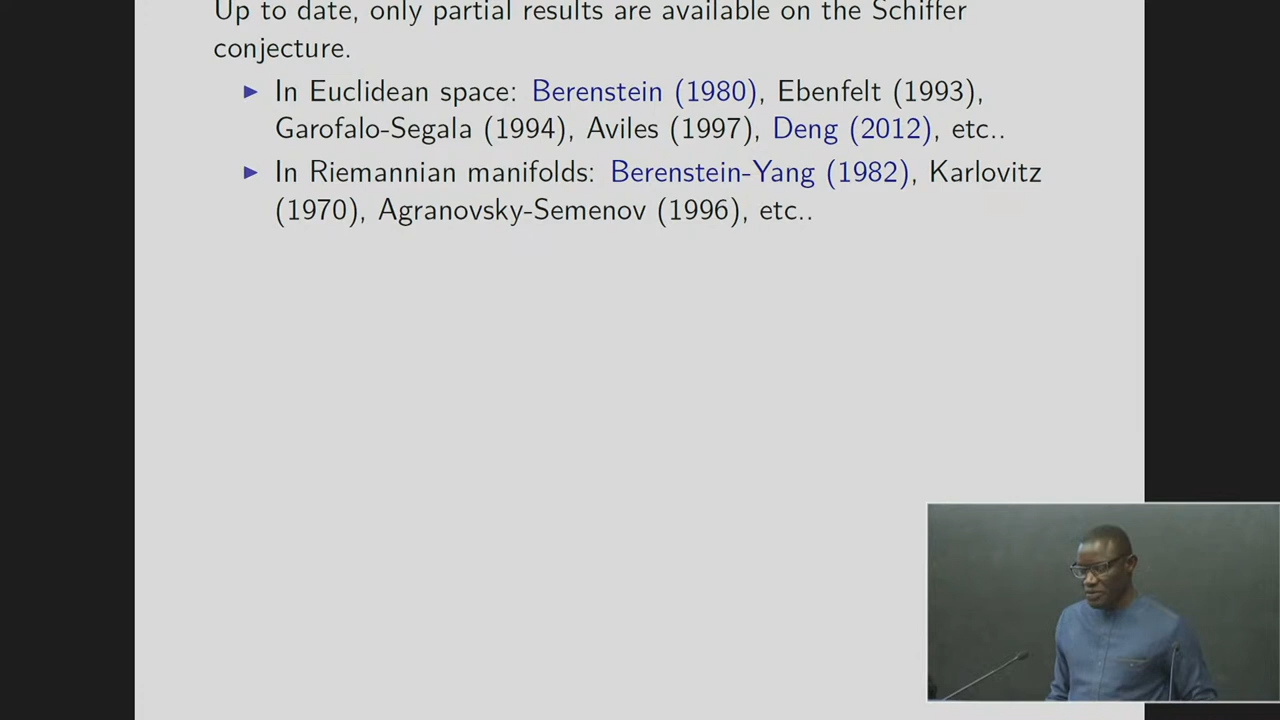 Up to date, only partial results are available on the Schiffer
conjecture.
In Euclidean space: Berenstein (1980), Ebenfelt (1993),
Garofalo-Segala (1994), Aviles (1997), Deng (2012), etc..
In Riemannian manifolds: Berenstein-Yang (1982), Karlovitz
(1970), Agranovsky-Semenov (1996), etc..